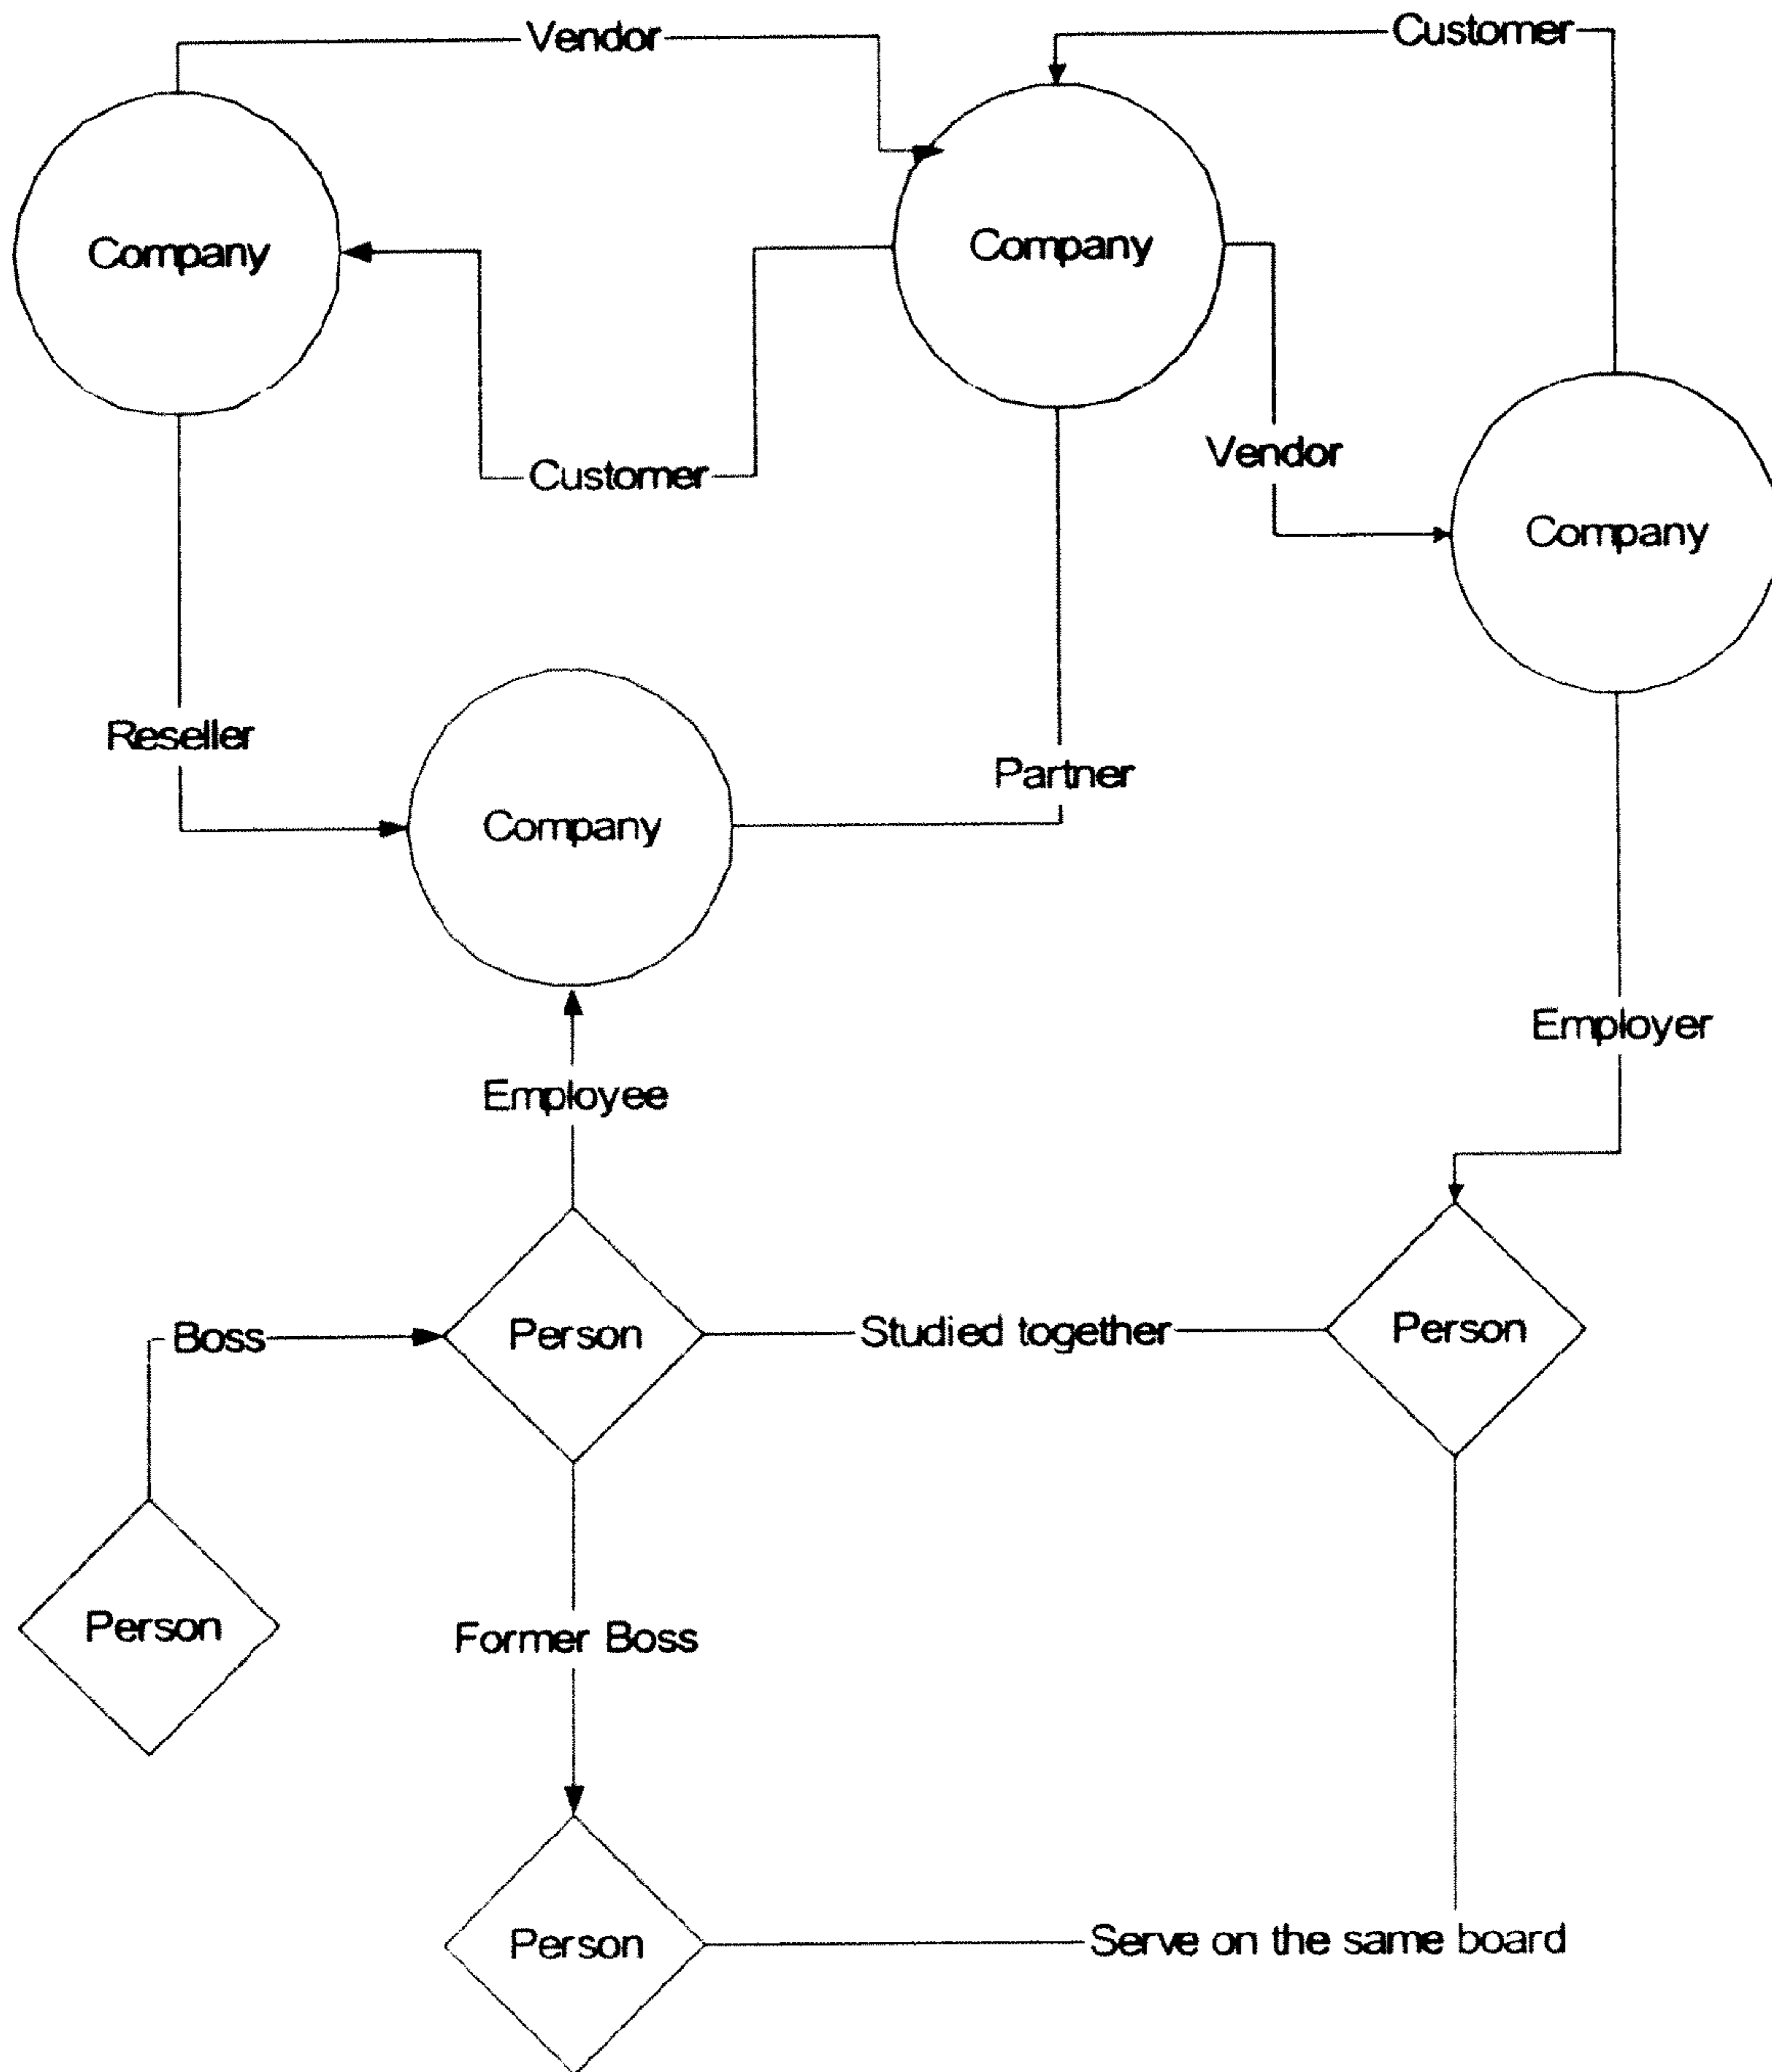 Vendor
Customer
Company
Company
Vendor
Customer
Company
Reseller
Partner
Company
Employer
Employee
Boss
Person
Studied together
Person
Person
Former Boss
Person
Serve on the same board